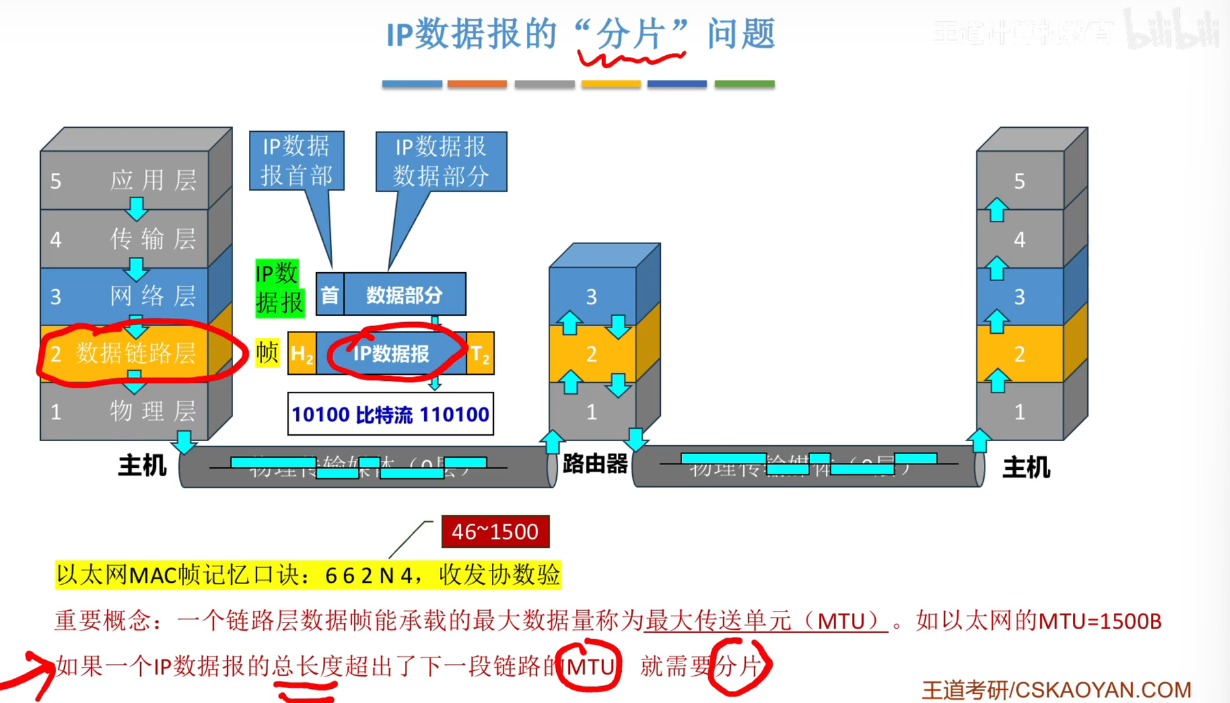 IP数据报的“分片”问题
bilibili
IP数据
报首部
IP数据报
数据部分
5 应用层
4 传输层
3 网络层
2 数据链路层
1 物理层
IP数
据报
首 数据部分
帧 H2 IP数据报 T2
10100 比特流 110100
3
2
1
5
4
3
2
1
主机
物理传输媒体（0层）
路由器
物理传输媒体（0层）
主机
46~1500
以太网MAC帧记忆口诀：6 6 2 N 4，收发协数验
重要概念：一个链路层数据帧能承载的最大数据量称为最大传送单元（MTU）。如以太网的MTU=1500B
如果一个IP数据报的总长度超出了下一段链路的MTU 就需要分片
王道考研/CSKAOYAN.COM